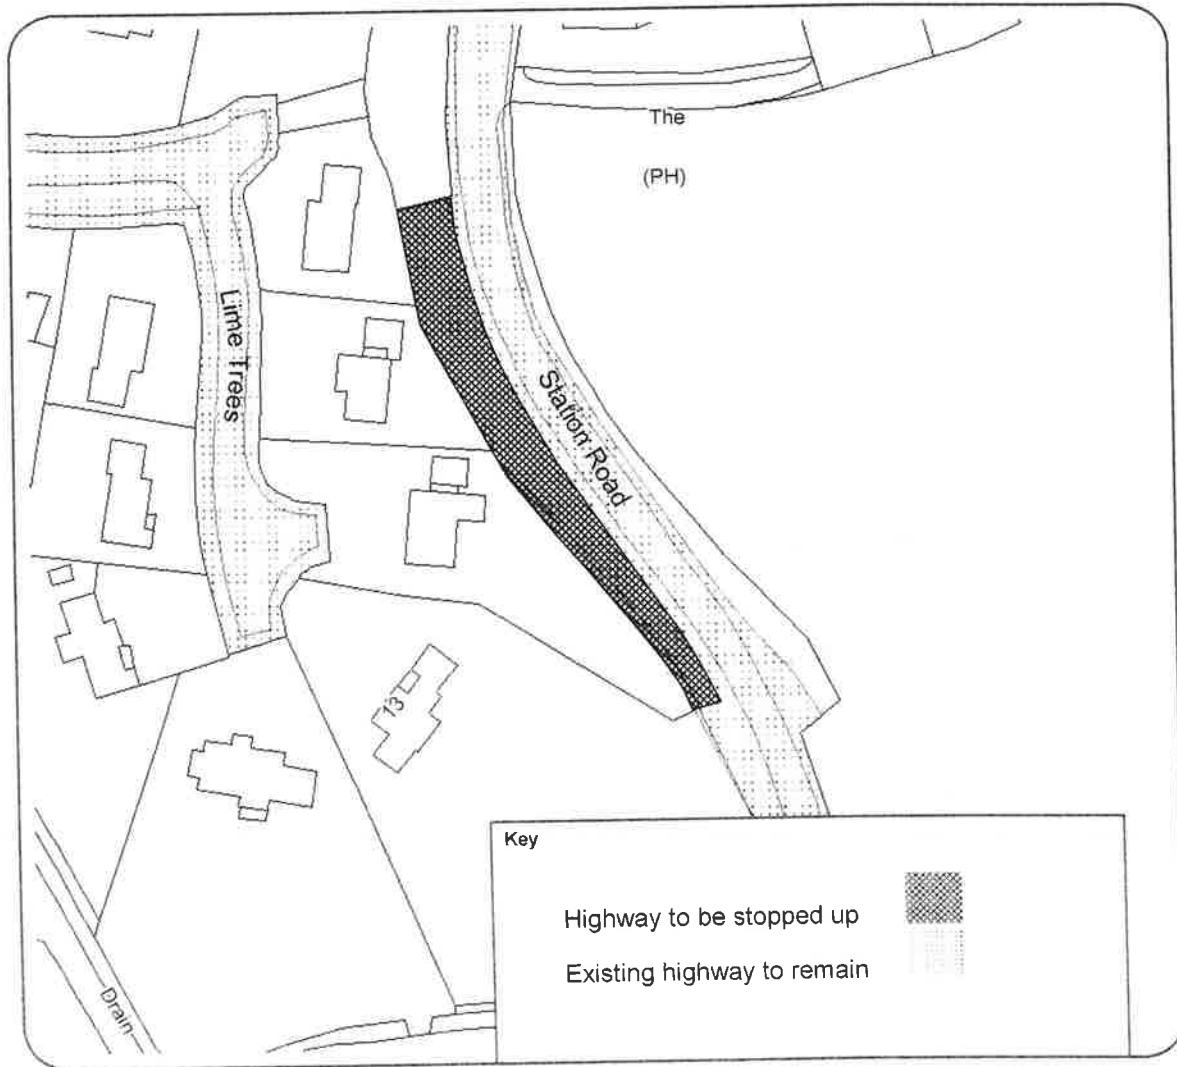 The
(PH)
Lime Trees
Station Road
13
Key
Highway to be stopped up
Existing highway to remain
Drain